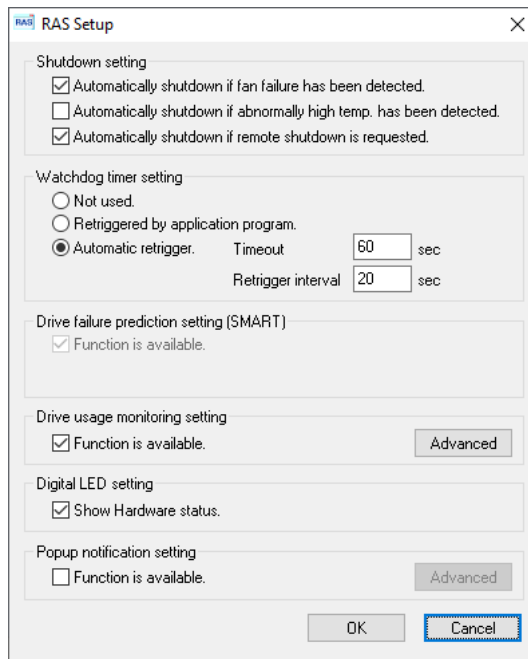 RAS RAS Setup
Shutdown setting
Automatically shutdown if fan failure has been detected.
Automatically shutdown if abnormally high temp. has been detected.
Automatically shutdown if remote shutdown is requested.
Watchdog timer setting
Not used.
Retriggered by application program.
Automatic retrigger. Timeout 60 sec
Retrigger interval 20 sec
Drive failure prediction setting (SMART)
Function is available.
Drive usage monitoring setting
Function is available. Advanced
Digital LED setting
Show Hardware status.
Popup notification setting
Function is available. Advanced
OK Cancel